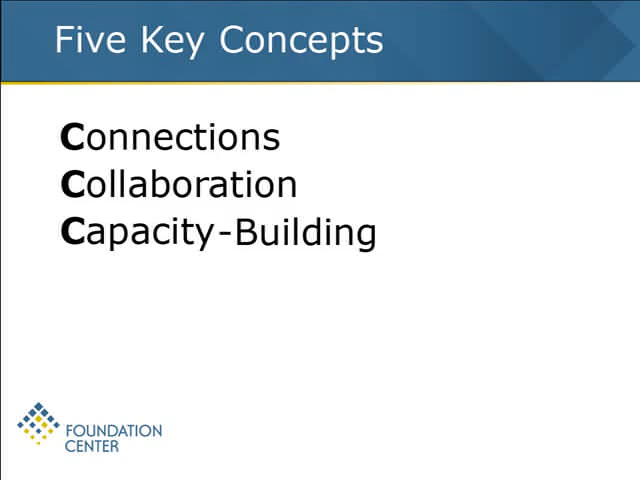 Five Key Concepts
Connections
Collaboration
Capacity-Building
FOUNDATION
CENTER